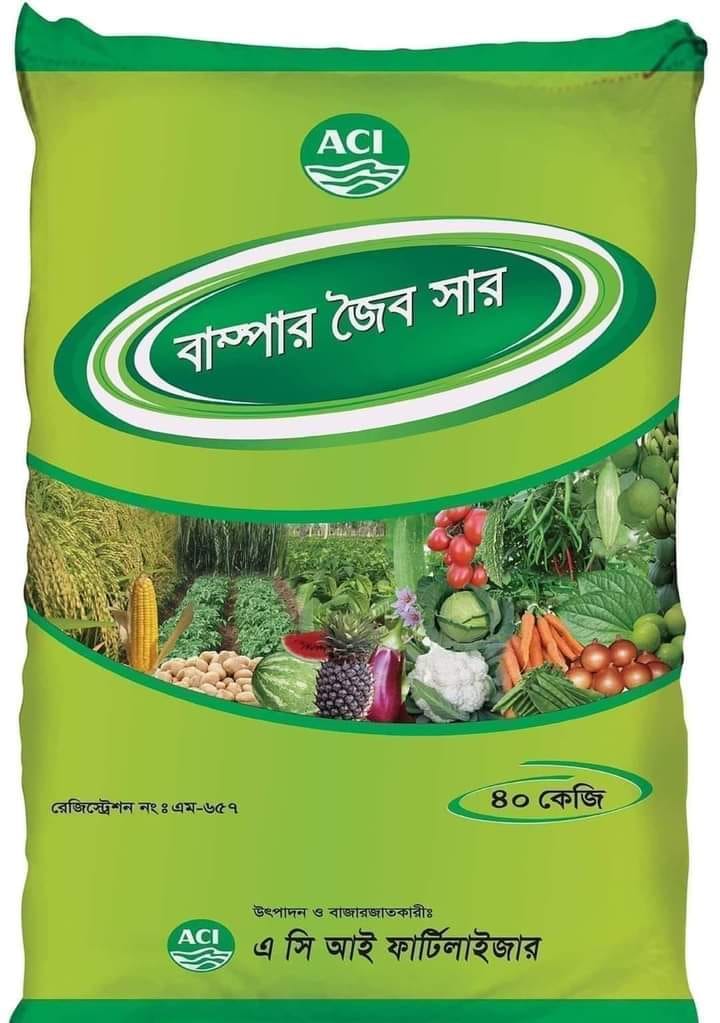 ACI
বাম্পার জৈব সার
রেজিস্ট্রেশন নংঃ এম-৬৫৭
৪০ কেজি
উৎপাদন ও বাজারজাতকারীঃ
ACI
এ সি আই ফার্টিলাইজার